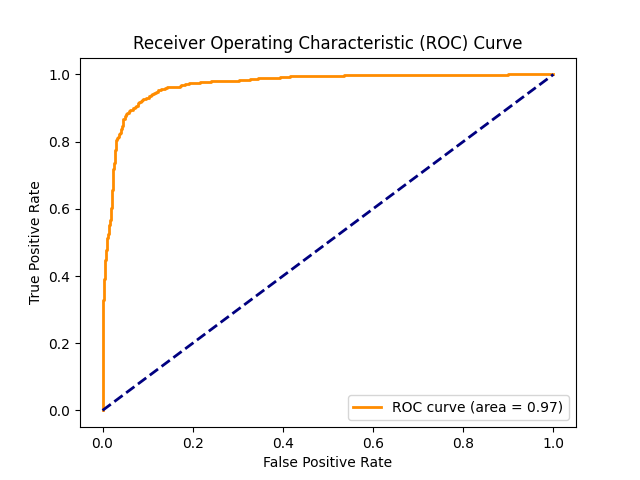 Receiver Operating Characteristic (ROC) Curve
1.0
0.8
0.6
0.4
0.2
0.0
True Positive Rate
ROC curve (area = 0.97)
0.0 0.2 0.4 0.6 0.8 1.0
False Positive Rate